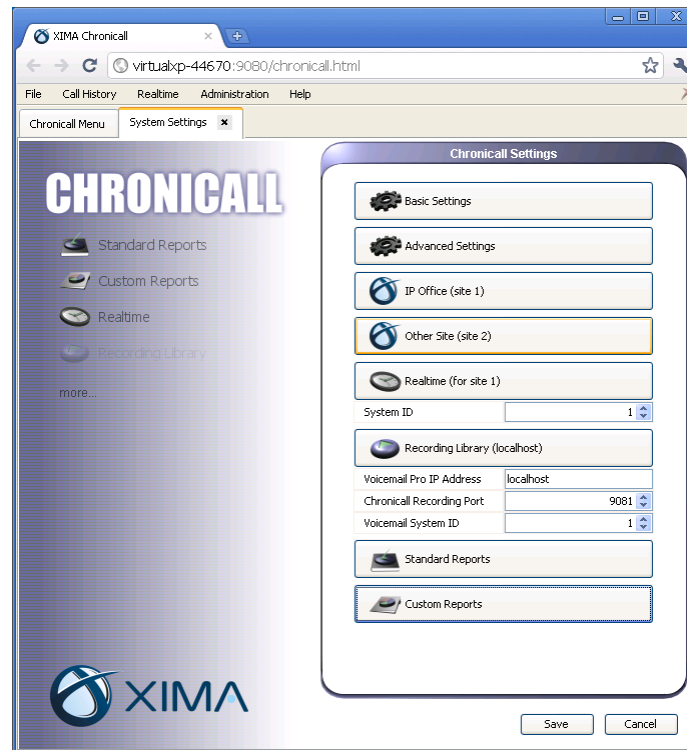 XIMA Chronicall
virtualxp-44670:9080/chronicall.html
File Call History Realtime Administration Help
Chronicall Menu System Settings
Chronicall Settings
CHRONICALL
Standard Reports
Custom Reports
Realtime
Recording Library
more...
Basic Settings
Advanced Settings
IP Office (site 1)
Other Site (site 2)
Realtime (for site 1)
System ID 1
Recording Library (localhost)
Voicemail Pro IP Address localhost
Chronicall Recording Port 9081
Voicemail System ID 1
Standard Reports
Custom Reports
XIMA
Save Cancel